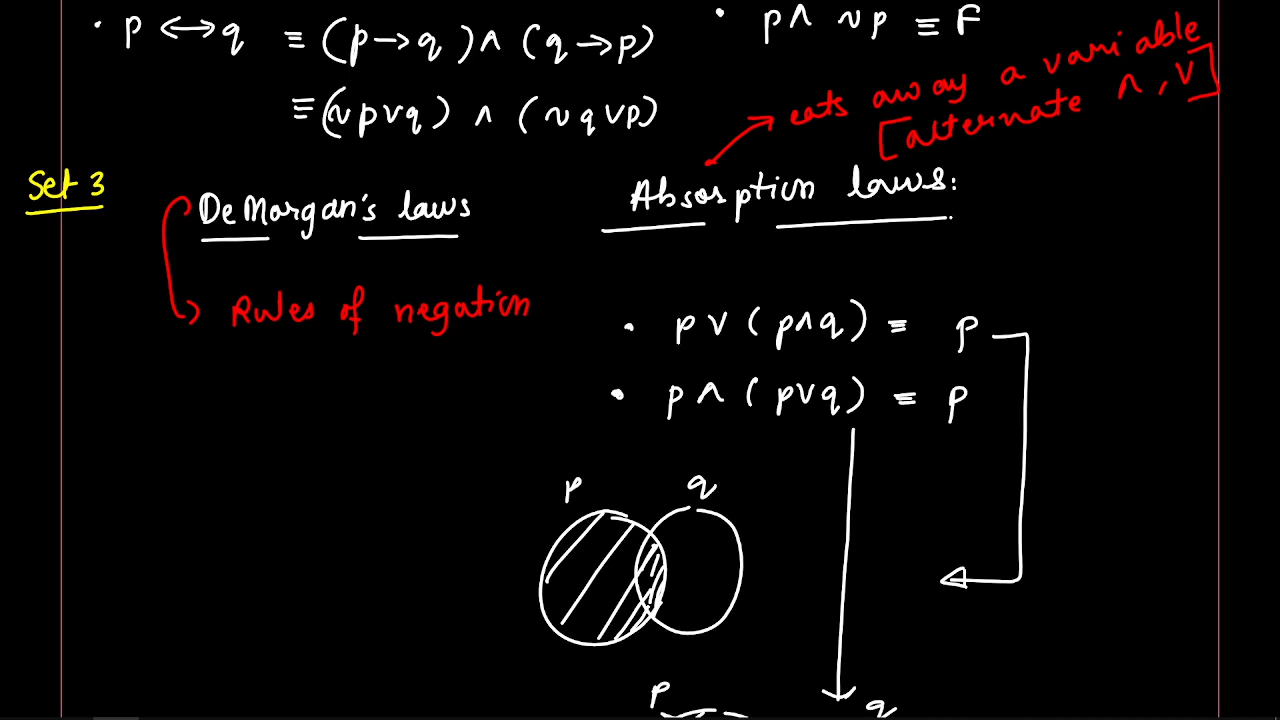 • p ↔ q ≡ (p → q) ∧ (q → p)
≡ (~p ∨ q) ∧ (~q ∨ p)
• p ∧ ~p ≡ F
→ eats away a variable
[alternate ∧, ∨]
Set 3
De Morgan's laws
→ Rules of negation
Absorption laws:
• p ∨ (p ∧ q) ≡ p
• p ∧ (p ∨ q) ≡ p
p q
p q